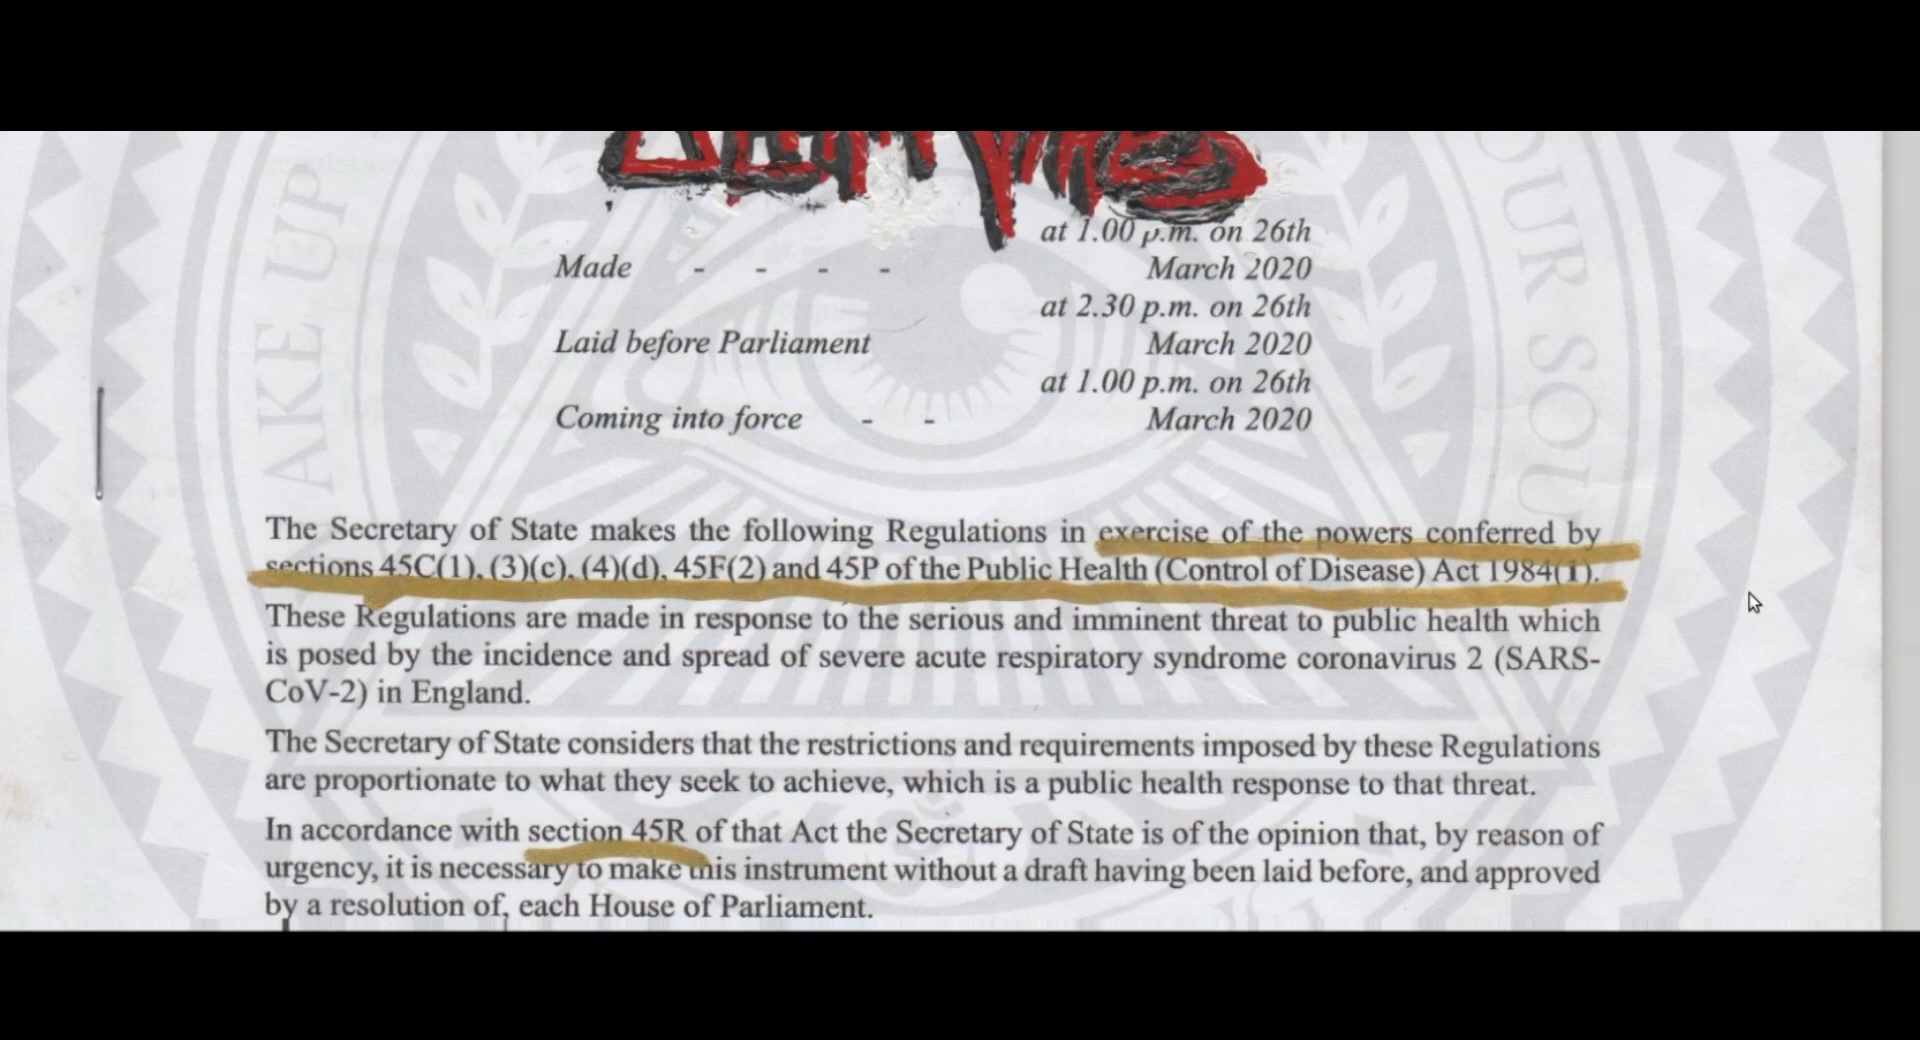 at 1.00 p.m. on 26th
Made - - - - March 2020
at 2.30 p.m. on 26th
Laid before Parliament March 2020
at 1.00 p.m. on 26th
Coming into force - - March 2020
AKE UP
OUR SOU
The Secretary of State makes the following Regulations in exercise of the powers conferred by
sections 45C(1), (3)(c), (4)(d), 45F(2) and 45P of the Public Health (Control of Disease) Act 1984(1).
These Regulations are made in response to the serious and imminent threat to public health which
is posed by the incidence and spread of severe acute respiratory syndrome coronavirus 2 (SARS-
CoV-2) in England.
The Secretary of State considers that the restrictions and requirements imposed by these Regulations
are proportionate to what they seek to achieve, which is a public health response to that threat.
In accordance with section 45R of that Act the Secretary of State is of the opinion that, by reason of
urgency, it is necessary to make this instrument without a draft having been laid before, and approved
by a resolution of, each House of Parliament.